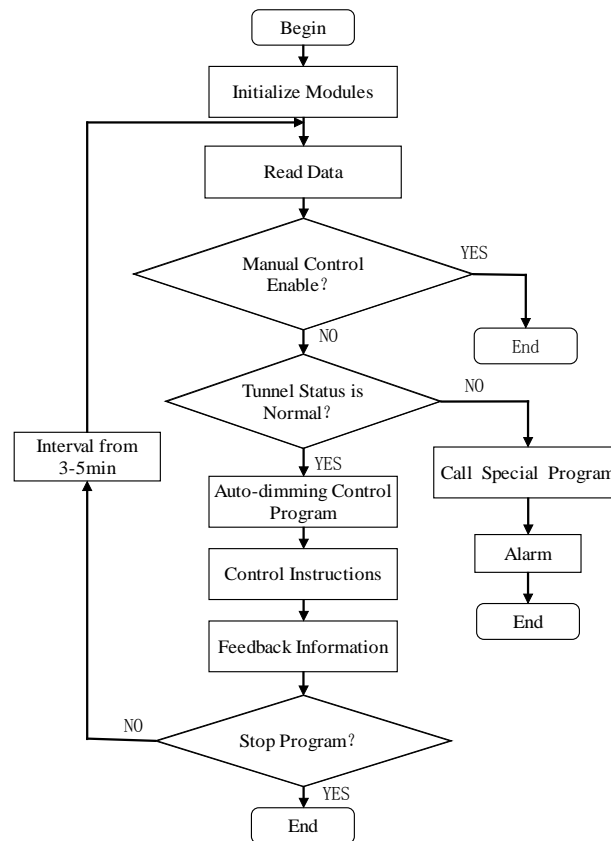 Begin
Initialize Modules
Read Data
Manual Control
Enable?
YES
End
NO
Tunnel Status is
Normal?
NO
Interval from
3-5min
YES
Call Special Program
Auto-dimming Control
Program
Alarm
Control Instructions
End
Feedback Information
NO
Stop Program?
YES
End